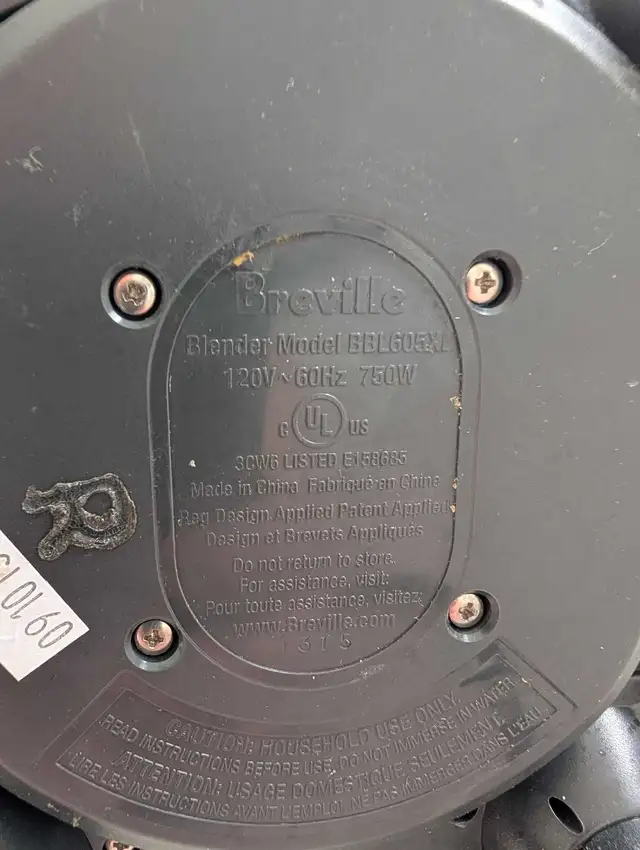 Breville
Blender Model BBL605XL
120V~60Hz 750W
C UL US
3CW6 LISTED E158685
Made in China Fabriqué en Chine
Reg Design Applied Patent Applied
Design et Brevets Appliqués
Do not return to store.
For assistance, visit:
Pour toute assistance, visitez:
www.Breville.com
1315
R
CAUTION: HOUSEHOLD USE ONLY.
READ INSTRUCTIONS BEFORE USE. DO NOT IMMERSE IN WATER
ATTENTION: USAGE DOMESTIQUE SEULEMENT
LIRE LES INSTRUCTIONS AVANT L'EMPLOI. NE PAS IMMERGER DANS L'EAU